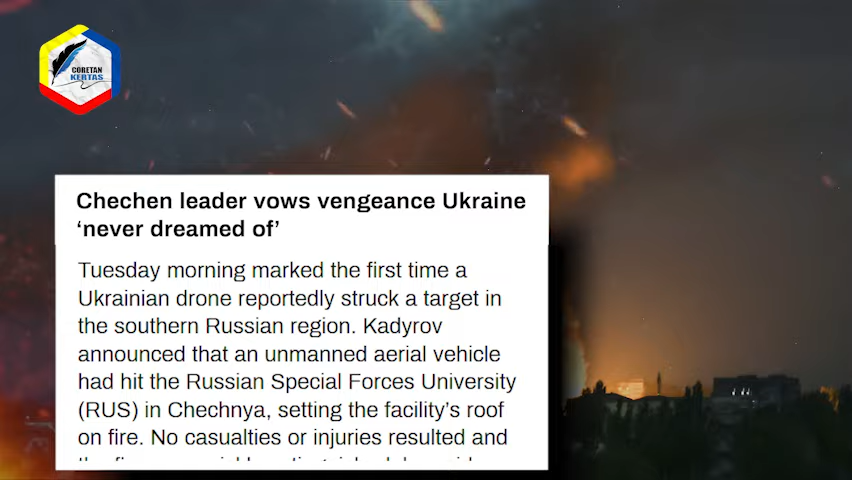 CORETAN
KERTAS
Chechen leader vows vengeance Ukraine
‘never dreamed of’
Tuesday morning marked the first time a
Ukrainian drone reportedly struck a target in
the southern Russian region. Kadyrov
announced that an unmanned aerial vehicle
had hit the Russian Special Forces University
(RUS) in Chechnya, setting the facility’s roof
on fire. No casualties or injuries resulted and